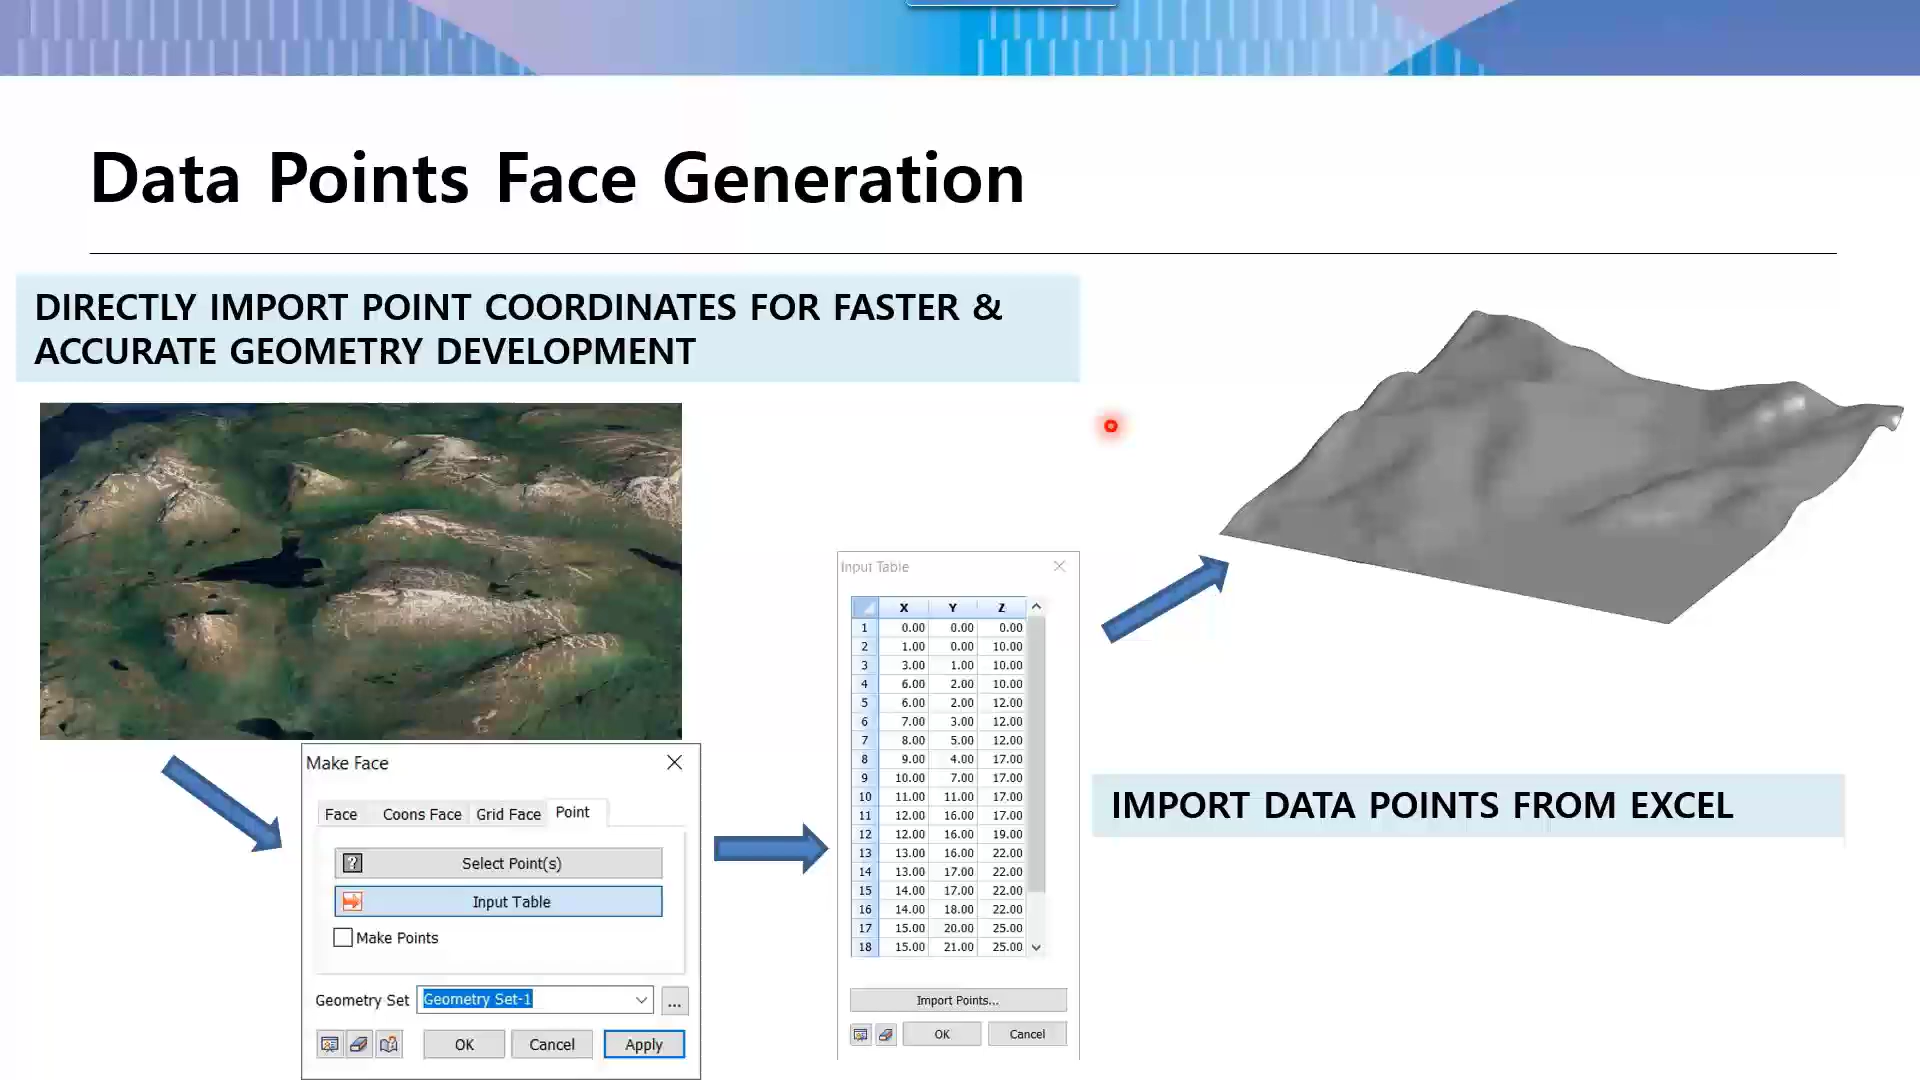 Data Points Face Generation
DIRECTLY IMPORT POINT COORDINATES FOR FASTER &
ACCURATE GEOMETRY DEVELOPMENT
Make Face
Face Coons Face Grid Face Point
Select Point(s)
Input Table
Make Points
Geometry Set Geometry Set-1 ...
OK Cancel Apply
Input Table
X Y Z
1 0.00 0.00 0.00
2 1.00 0.00 10.00
3 3.00 1.00 10.00
4 6.00 2.00 10.00
5 6.00 2.00 12.00
6 7.00 3.00 12.00
7 8.00 5.00 12.00
8 9.00 4.00 17.00
9 10.00 7.00 17.00
10 11.00 11.00 17.00
11 12.00 16.00 17.00
12 12.00 16.00 19.00
13 13.00 16.00 22.00
14 13.00 17.00 22.00
15 14.00 17.00 22.00
16 14.00 18.00 22.00
17 15.00 20.00 25.00
18 15.00 21.00 25.00
Import Points...
OK Cancel
IMPORT DATA POINTS FROM EXCEL